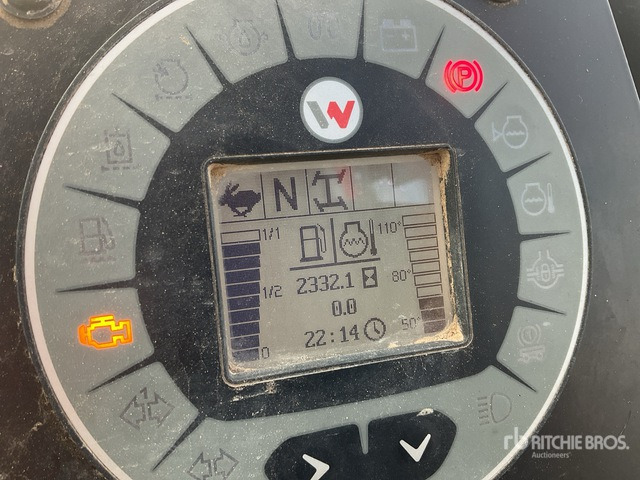 P
N
1/1
110°
2332.1
1/2
80°
0.0
22:14
0
50°
rb RITCHIE BROS.
Auctioneers